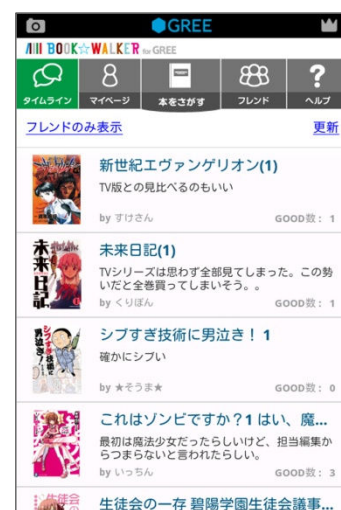 GREE
BOOK☆WALKER for GREE
タイムライン
マイページ
本をさがす
フレンド
ヘルプ
フレンドのみ表示
更新
新世紀エヴァンゲリオン(1)
TV版との見比べるのもいい
by すけさん
GOOD数: 1
未来日記
未来日記(1)
TVシリーズは思わず全部見てしまった。この勢
いだと全巻買ってしまいそう。。
by くりぽん
GOOD数: 1
シブすぎ技術に男泣き! 1
確かにシブい
by ★そうま★
GOOD数: 0
これはゾンビですか?1 はい、魔...
最初は魔法少女だったらしいけど、担当編集か
らつまらないと言われたらしい。
by いっちん
GOOD数: 3
生徒会の一存 碧陽学園生徒会議事...